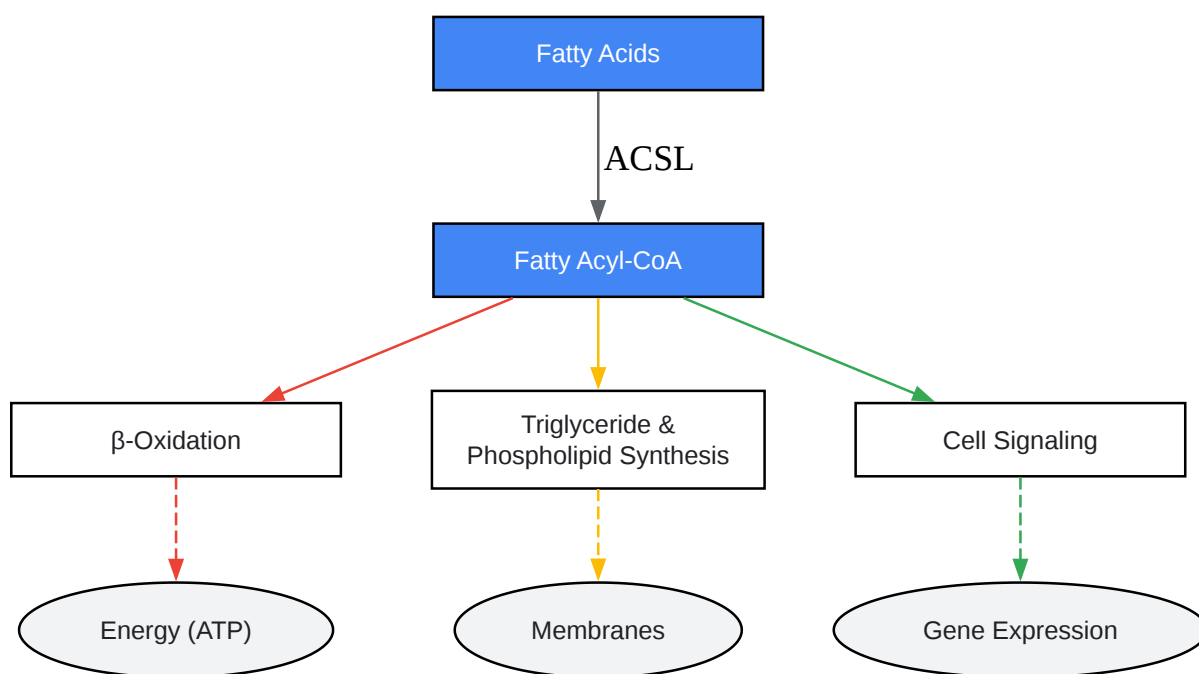 Fatty Acids
ACSL
Fatty Acyl-CoA
β-Oxidation
Triglyceride &
Phospholipid Synthesis
Cell Signaling
Energy (ATP)
Membranes
Gene Expression